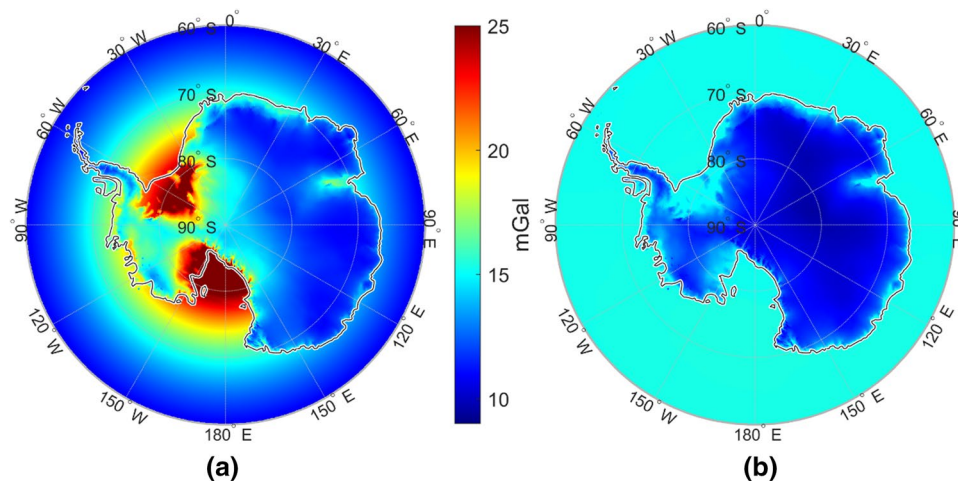 0°
30° E
60° E
90° E
120° E
150° E
180° E
150° W
120° W
90° W
60° W
30° W
60° S
70° S
80° S
90° S
25
20
15
10
mGal
0°
30° E
60° E
90° E
120° E
150° E
180° E
150° W
120° W
90° W
60° W
30° W
60° S
70° S
80° S
90° S
(a)
(b)